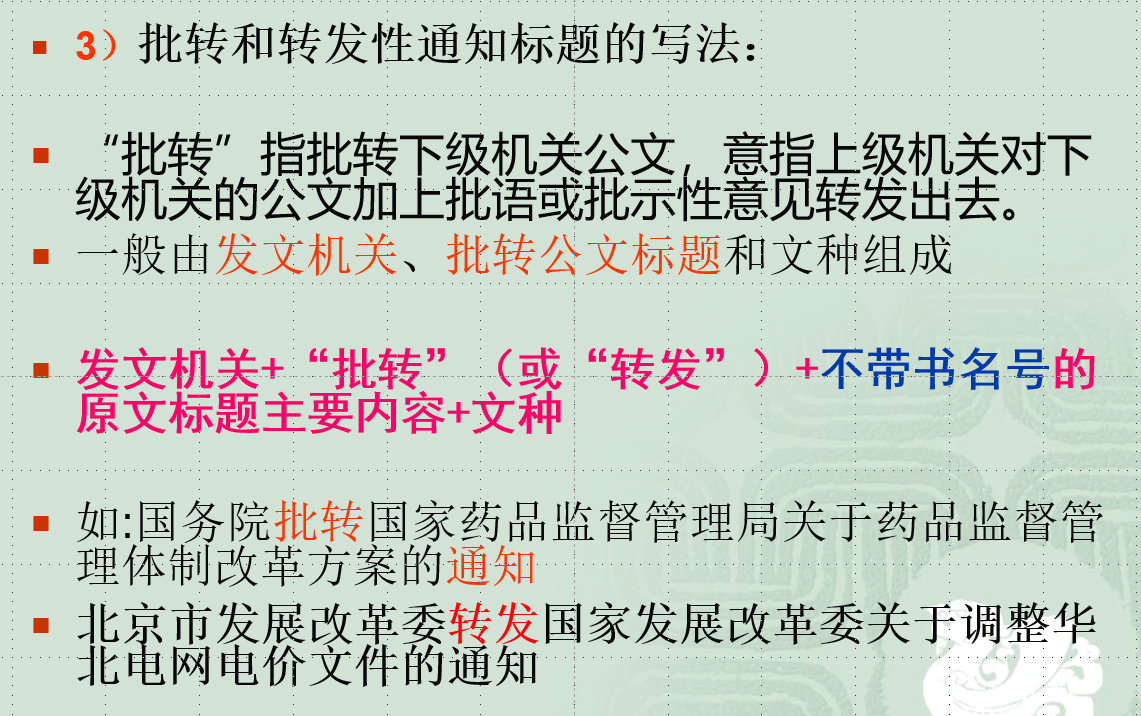 3）批转和转发性通知标题的写法：
“批转”指批转下级机关公文，意指上级机关对下
级机关的公文加上批语或批示性意见转发出去。
一般由发文机关、批转公文标题和文种组成
发文机关+“批转”（或“转发”）+不带书名号的
原文标题主要内容+文种
如:国务院批转国家药品监督管理局关于药品监督管
理体制改革方案的通知
北京市发展改革委转发国家发展改革委关于调整华
北电网电价文件的通知